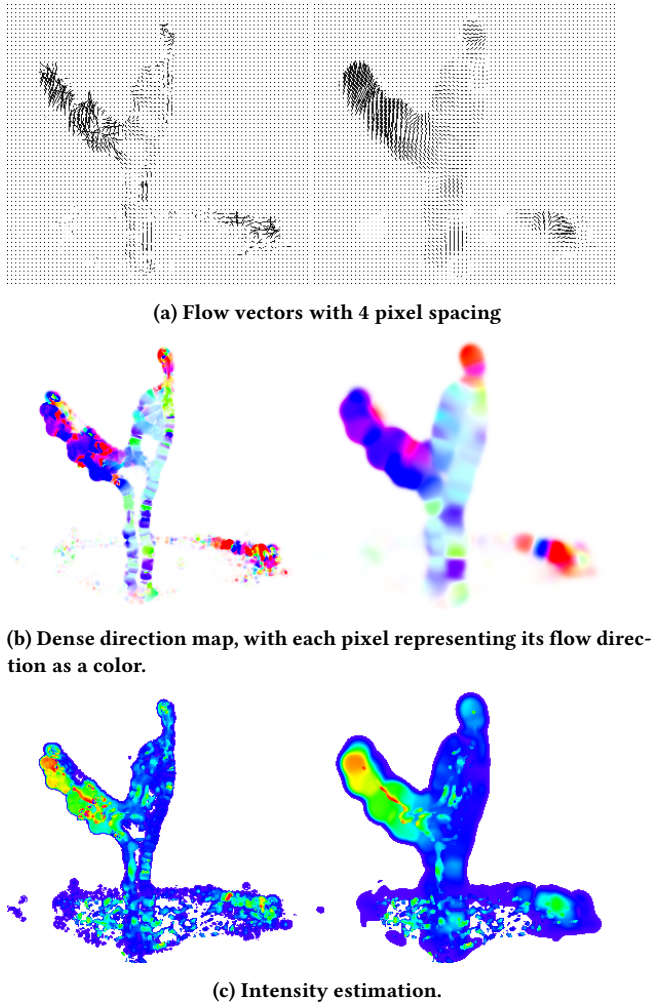 (a) Flow vectors with 4 pixel spacing
(b) Dense direction map, with each pixel representing its flow direc-
tion as a color.
(c) Intensity estimation.